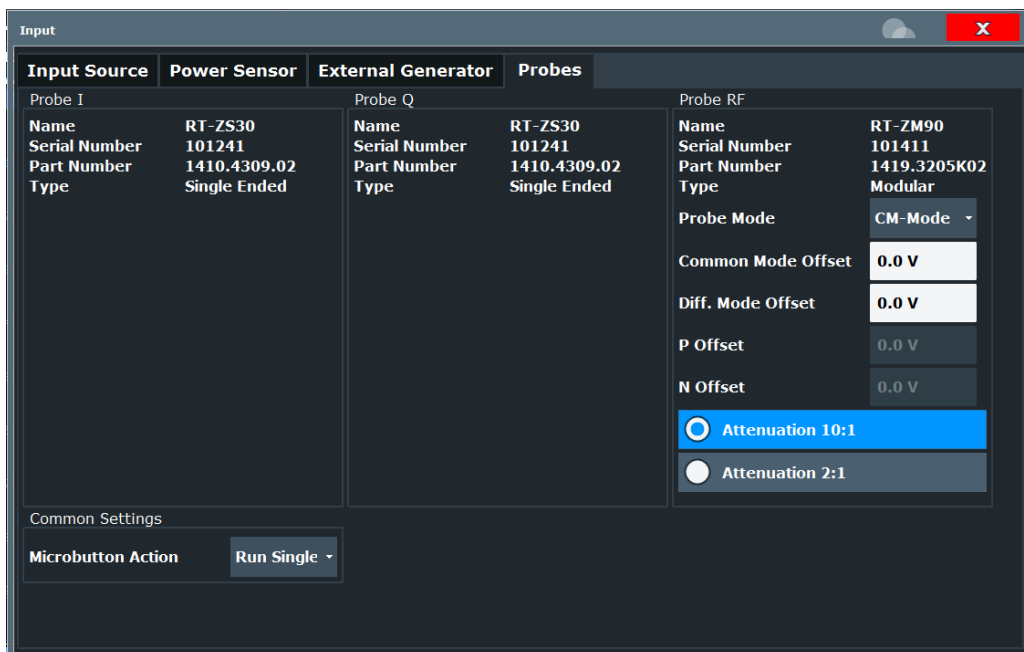 Input
X
Input Source Power Sensor External Generator Probes
Probe I
Name RT-ZS30
Serial Number 101241
Part Number 1410.4309.02
Type Single Ended
Probe Q
Name RT-ZS30
Serial Number 101241
Part Number 1410.4309.02
Type Single Ended
Probe RF
Name RT-ZM90
Serial Number 101411
Part Number 1419.3205K02
Type Modular
Probe Mode CM-Mode
Common Mode Offset 0.0 V
Diff. Mode Offset 0.0 V
P Offset 0.0 V
N Offset 0.0 V
Attenuation 10:1
Attenuation 2:1
Common Settings
Microbutton Action Run Single